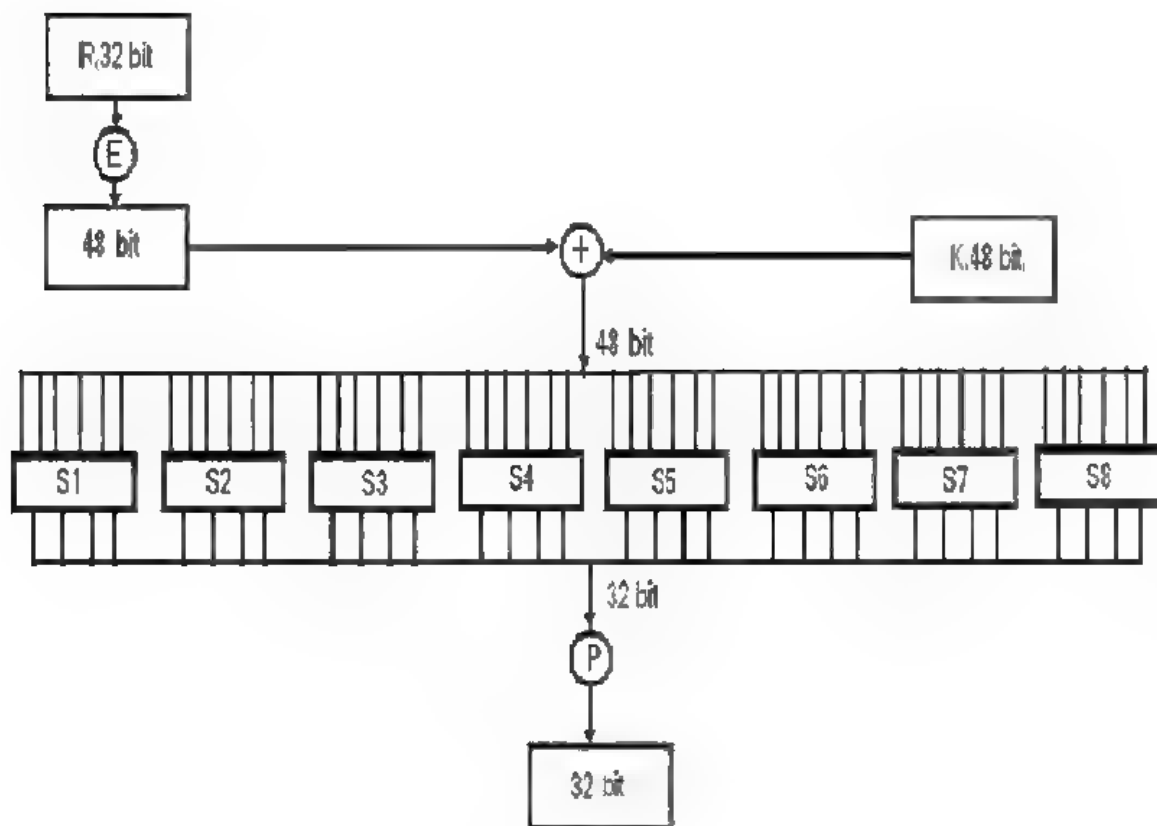 R.32 bit
E
48 bit
+
K.48 bit.
48 bit
S1 S2 S3 S4 S5 S6 S7 S8
32 bit
P
32 bit